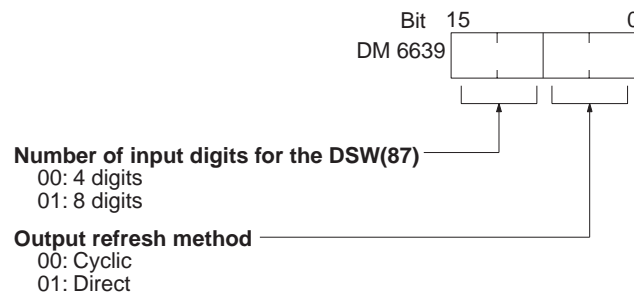 Bit 15 0
DM 6639
Number of input digits for the DSW(87)
00: 4 digits
01: 8 digits
Output refresh method
00: Cyclic
01: Direct